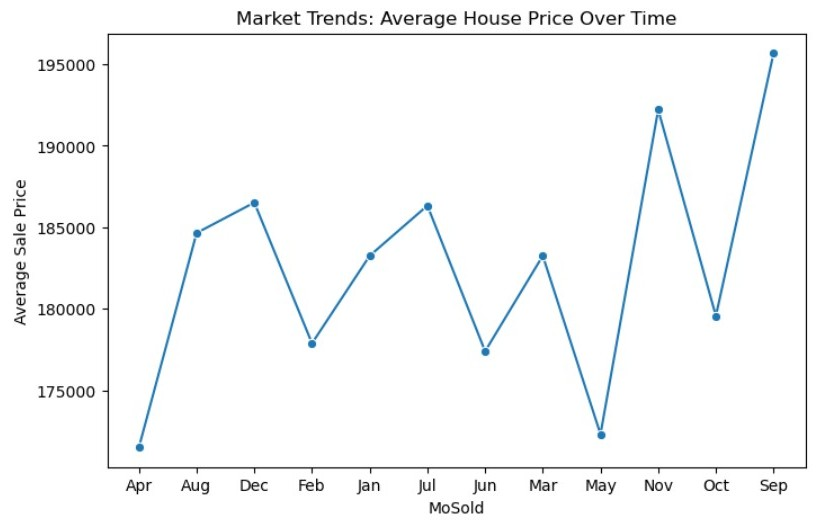 Market Trends: Average House Price Over Time
195000
190000
185000
180000
175000
Average Sale Price
Apr Aug Dec Feb Jan Jul Jun Mar May Nov Oct Sep
MoSold